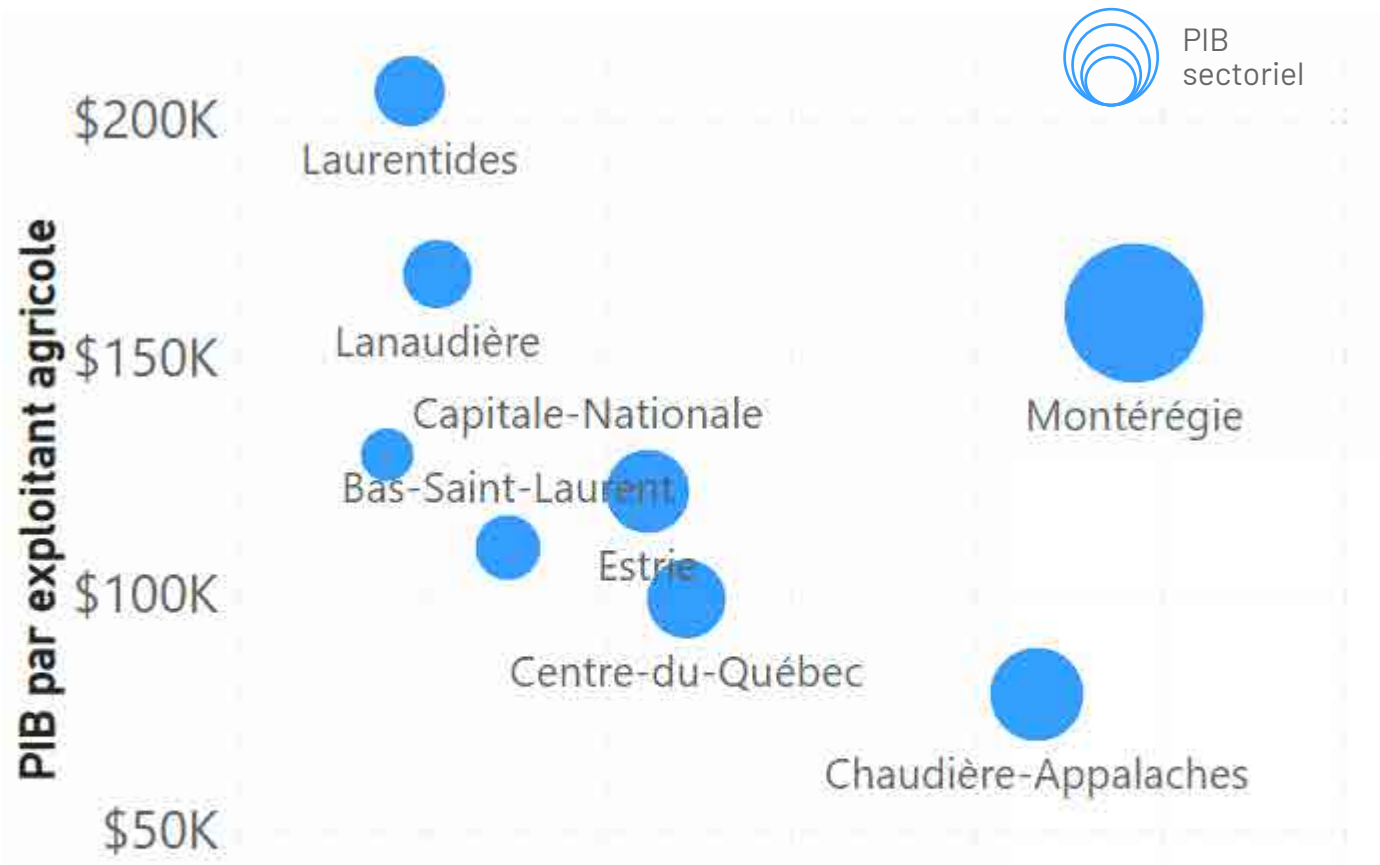 PIB
sectoriel
$200K
Laurentides
PIB par exploitant agricole
Lanaudière
$150K
Capitale-Nationale
Montérégie
Bas-Saint-Laurent
Estrie
$100K
Centre-du-Québec
Chaudière-Appalaches
$50K